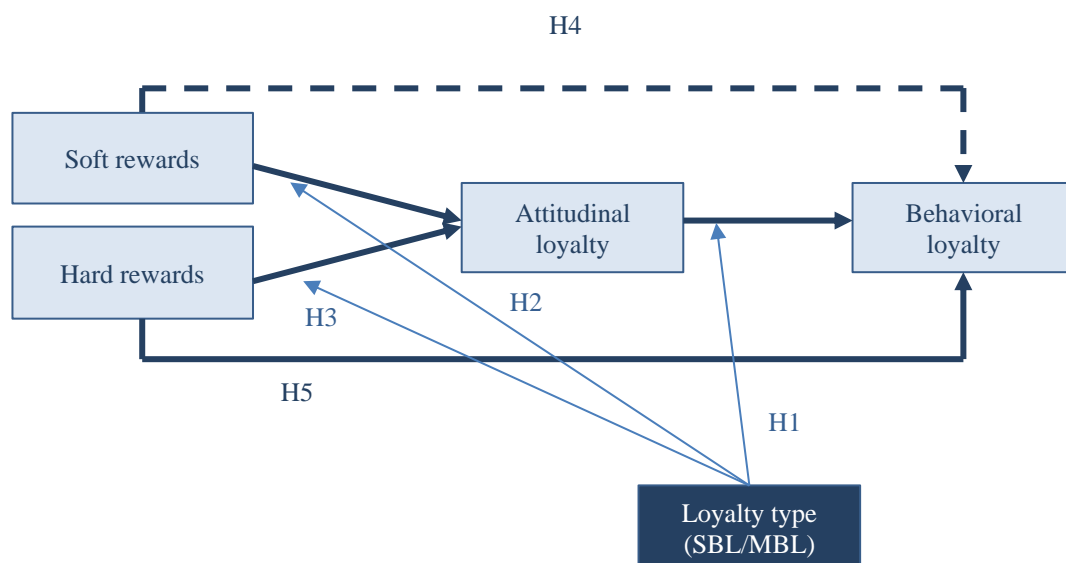 H4
Soft rewards
Attitudinal
loyalty
Behavioral
loyalty
Hard rewards
H3
H2
H5
H1
Loyalty type
(SBL/MBL)